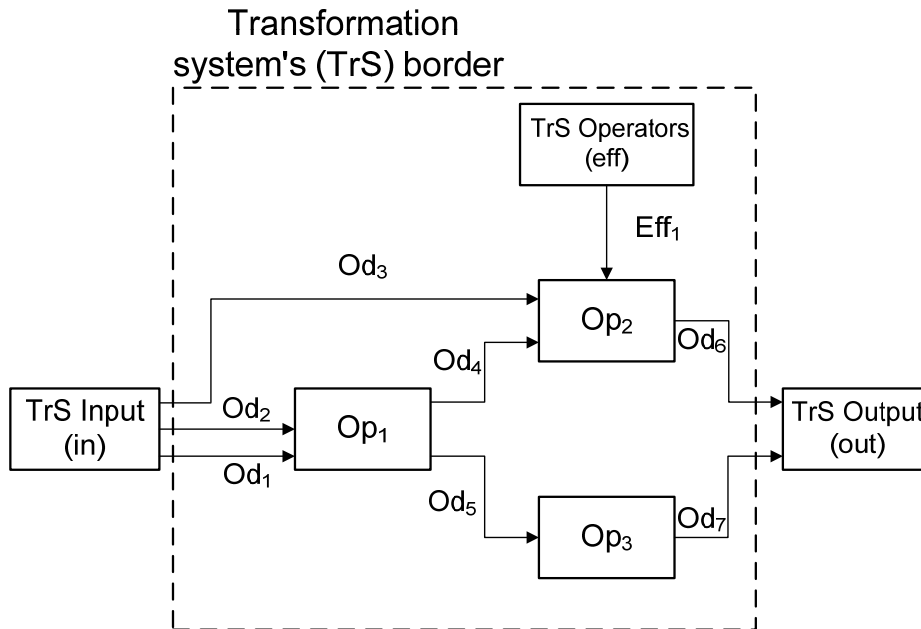 Transformation
system's (TrS) border
TrS Operators
(eff)
Eff₁
Od₃
Op₂
Od₄
Od₆
TrS Input
(in)
Od₂
Op₁
TrS Output
(out)
Od₁
Od₅
Op₃
Od₇